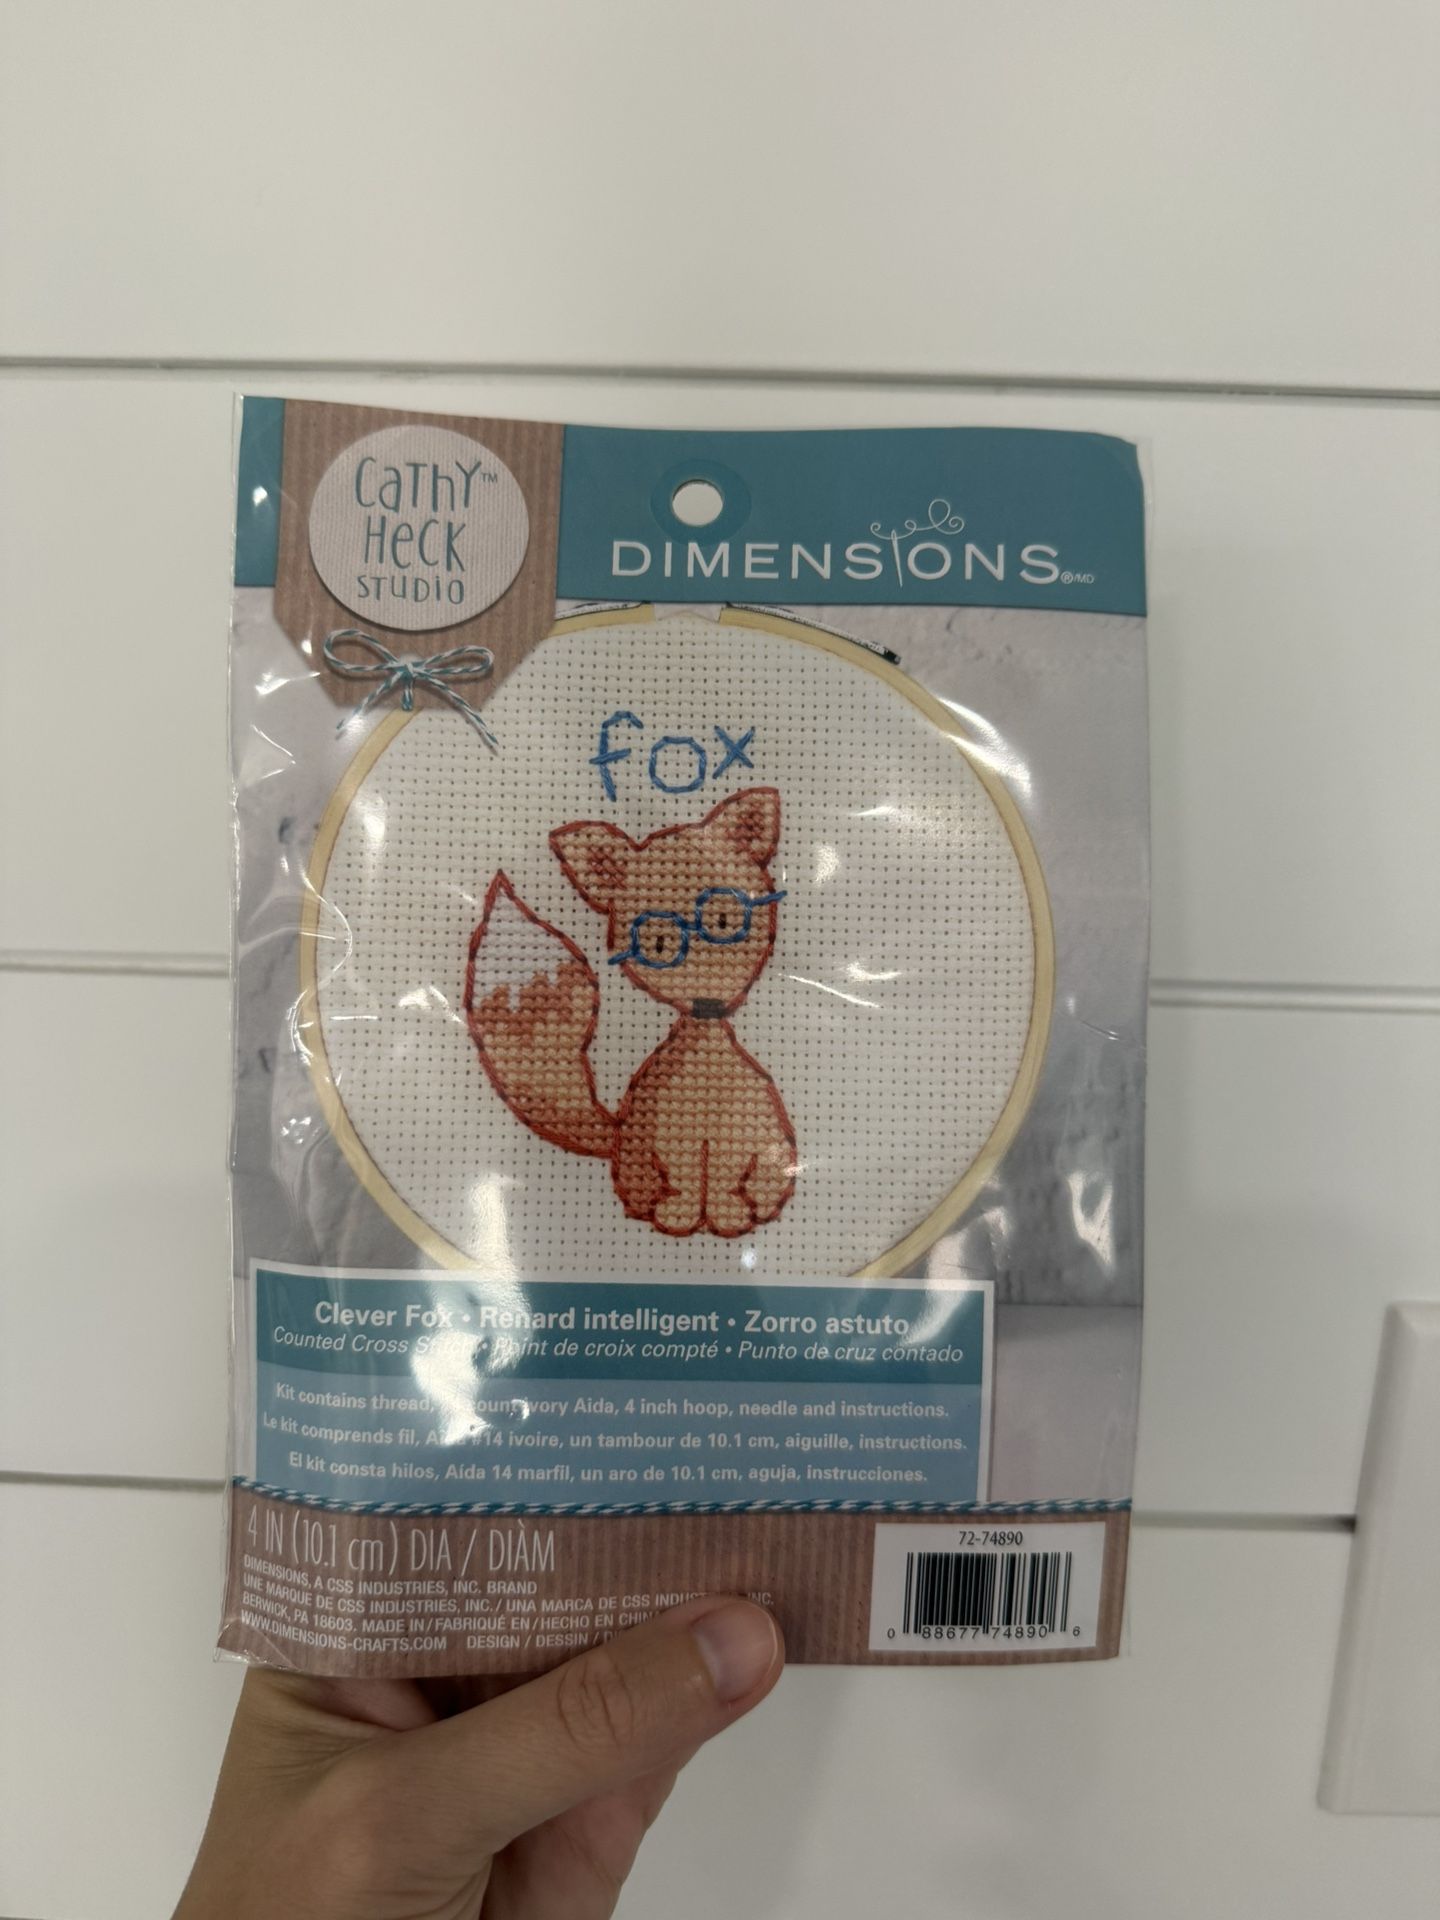 CaThY™
HecK
STUDIO
DIMENSIONS®/MD
fox
Clever Fox • Renard intelligent • Zorro astuto
Counted Cross Stitch • Point de croix compté • Punto de cruz contado
Kit contains thread, 14 count ivory Aida, 4 inch hoop, needle and instructions.
Le kit comprends fil, Aida #14 ivoire, un tambour de 10.1 cm, aiguille, instructions.
El kit consta hilos, Aída 14 marfil, un aro de 10.1 cm, aguja, instrucciones.
4 IN (10.1 cm) DIA / DIÀM
DIMENSIONS, A CSS INDUSTRIES, INC. BRAND
UNE MARQUE DE CSS INDUSTRIES, INC. / UNA MARCA DE CSS INDUSTRIES, INC.
BERWICK, PA 18603. MADE IN / FABRIQUÉ EN / HECHO EN CHINA
WWW.DIMENSIONS-CRAFTS.COM DESIGN / DESSIN /
72-74890
0 88677 74890 6